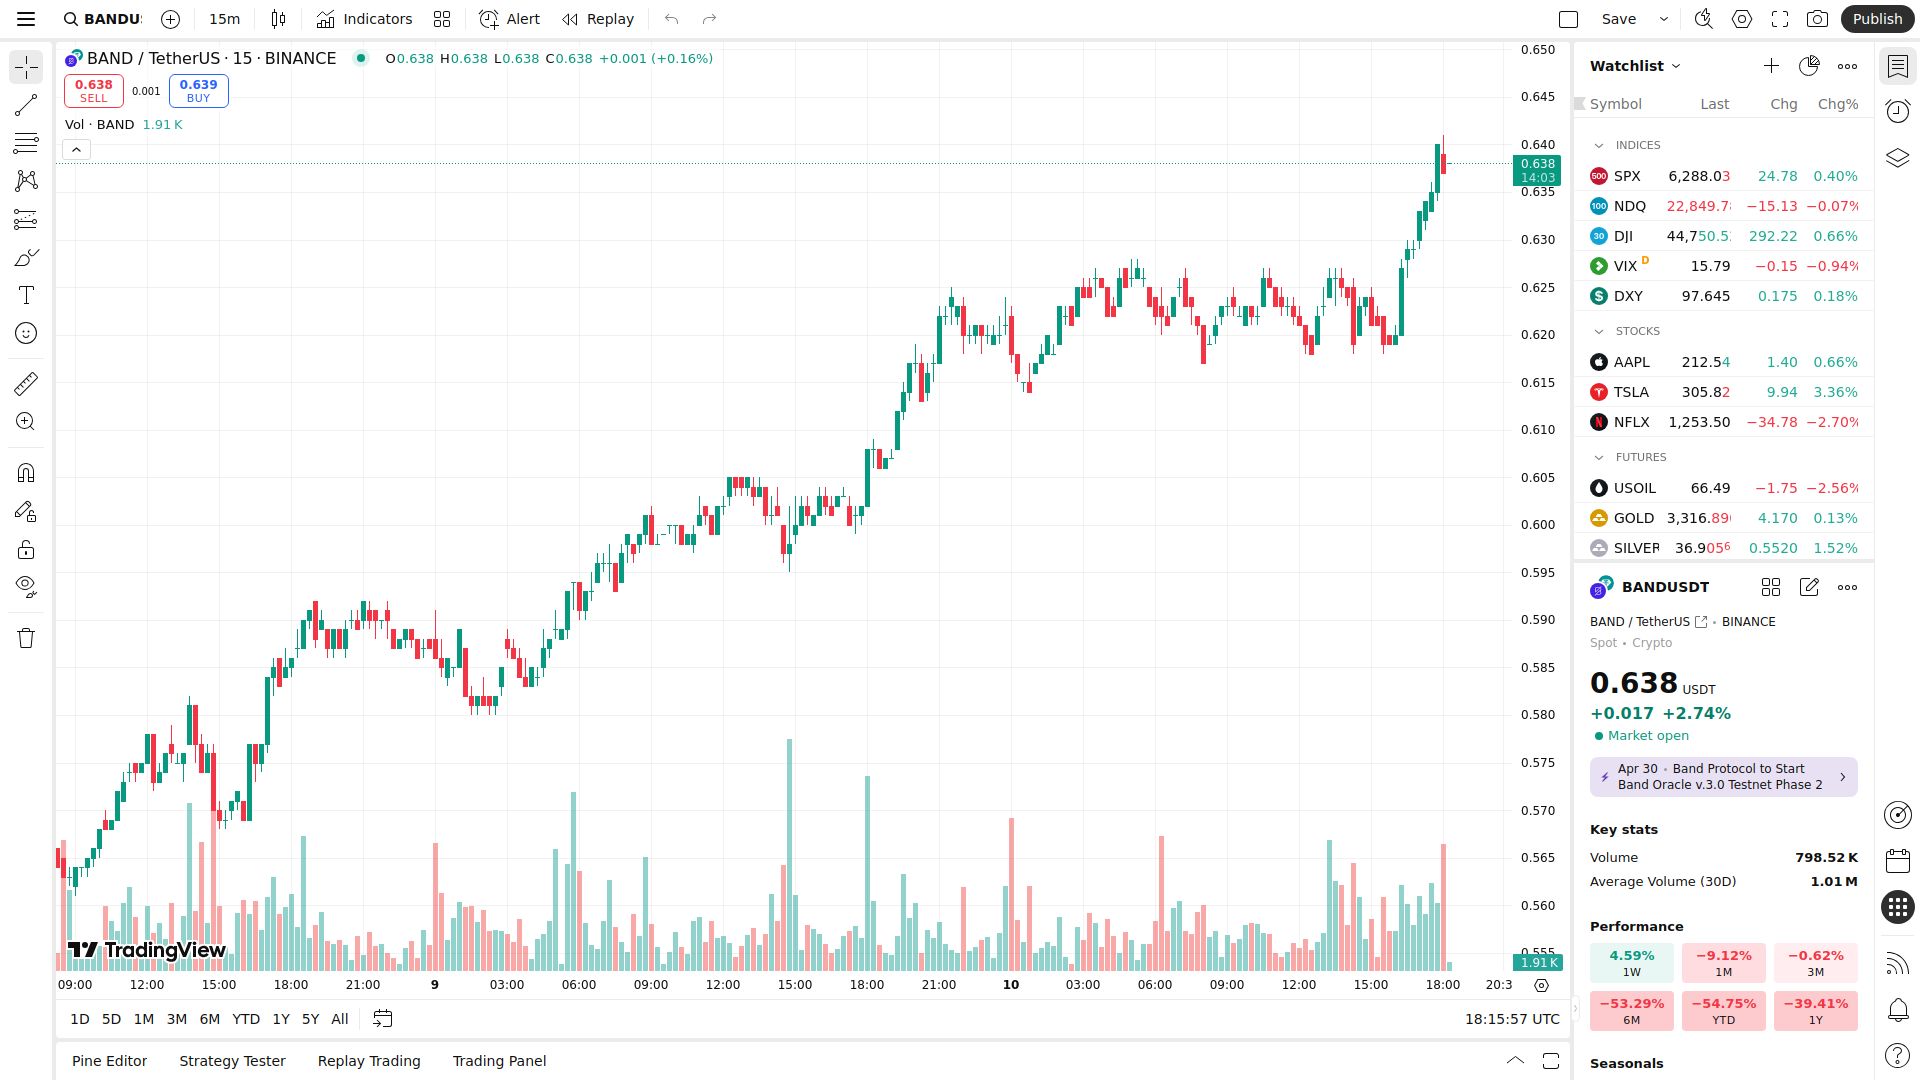 BANDU
15m
Indicators
Alert
Replay
Save
Publish
BAND / TetherUS · 15 · BINANCE
O0.638 H0.638 L0.638 C0.638 +0.001 (+0.16%)
0.638
SELL
0.001
0.639
BUY
Vol · BAND 1.91 K
0.650
0.645
0.640
0.638
14:03
0.635
0.630
0.625
0.620
0.615
0.610
0.605
0.600
0.595
0.590
0.585
0.580
0.575
0.570
0.565
0.560
0.555
1.91 K
TradingView
09:00 12:00 15:00 18:00 21:00 9 03:00 06:00 09:00 12:00 15:00 18:00 21:00 10 03:00 06:00 09:00 12:00 15:00 18:00 20:3
1D 5D 1M 3M 6M YTD 1Y 5Y All
18:15:57 UTC
Pine Editor Strategy Tester Replay Trading Trading Panel
Watchlist
Symbol Last Chg Chg%
INDICES
500 SPX 6,288.03 24.78 0.40%
100 NDQ 22,849.7 −15.13 −0.07%
30 DJI 44,750.5 292.22 0.66%
VIX D 15.79 −0.15 −0.94%
$ DXY 97.645 0.175 0.18%
STOCKS
AAPL 212.54 1.40 0.66%
TSLA 305.82 9.94 3.36%
N NFLX 1,253.50 −34.78 −2.70%
FUTURES
USOIL 66.49 −1.75 −2.56%
GOLD 3,316.89 4.170 0.13%
SILVER 36.9056 0.5520 1.52%
BANDUSDT
BAND / TetherUS • BINANCE
Spot • Crypto
0.638 USDT
+0.017 +2.74%
Market open
Apr 30 • Band Protocol to Start
Band Oracle v.3.0 Testnet Phase 2
Key stats
Volume 798.52 K
Average Volume (30D) 1.01 M
Performance
4.59%
1W
−9.12%
1M
−0.62%
3M
−53.29%
6M
−54.75%
YTD
−39.41%
1Y
Seasonals